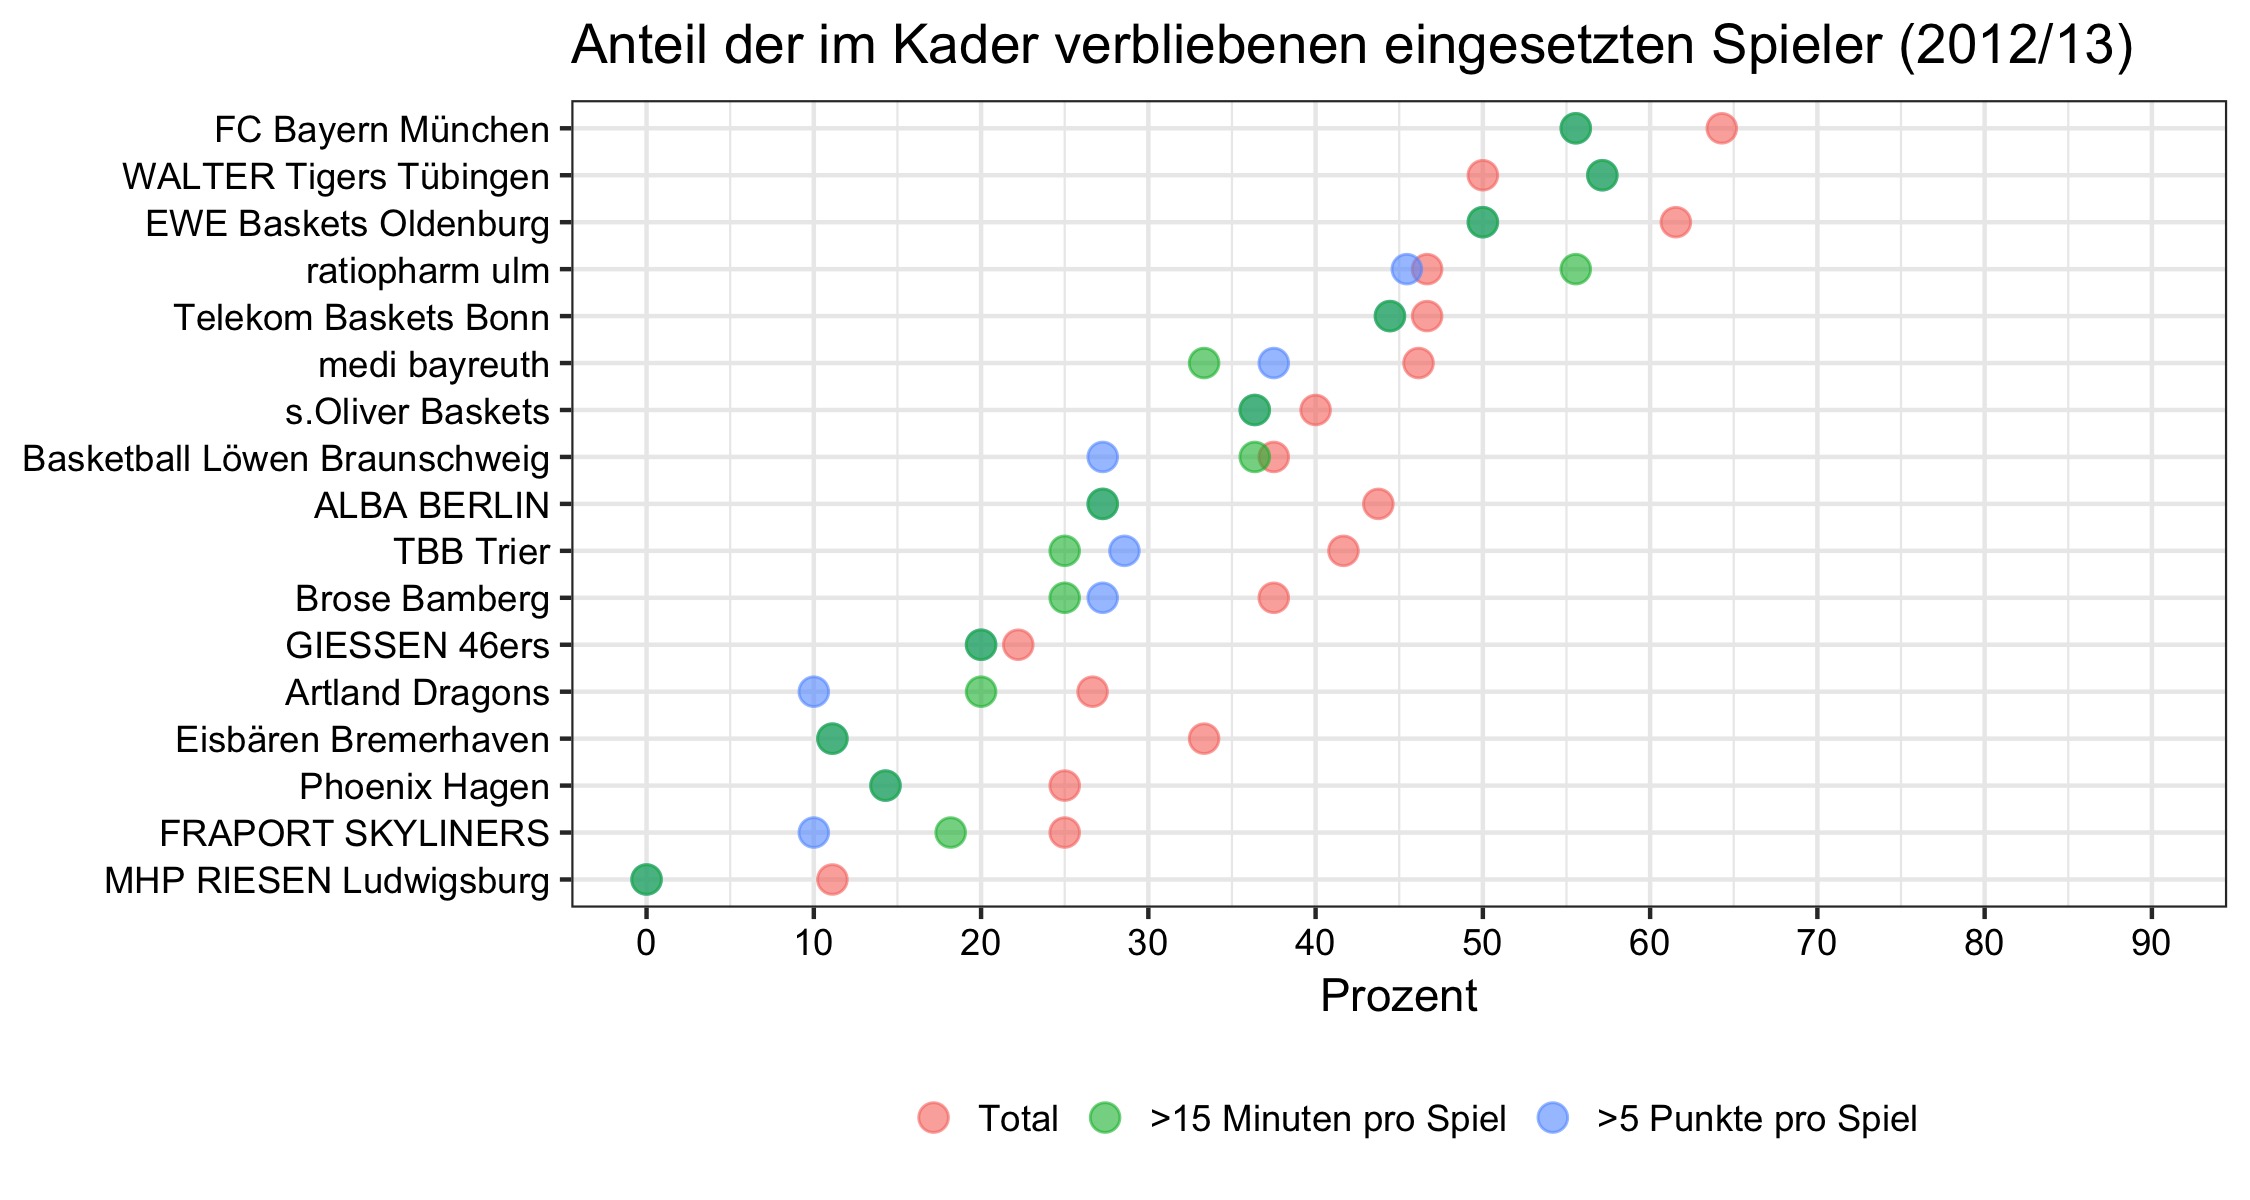 Anteil der im Kader verbliebenen eingesetzten Spieler (2012/13)
FC Bayern München
WALTER Tigers Tübingen
EWE Baskets Oldenburg
ratiopharm ulm
Telekom Baskets Bonn
medi bayreuth
s.Oliver Baskets
Basketball Löwen Braunschweig
ALBA BERLIN
TBB Trier
Brose Bamberg
GIESSEN 46ers
Artland Dragons
Eisbären Bremerhaven
Phoenix Hagen
FRAPORT SKYLINERS
MHP RIESEN Ludwigsburg
0 10 20 30 40 50 60 70 80 90
Prozent
Total >15 Minuten pro Spiel >5 Punkte pro Spiel